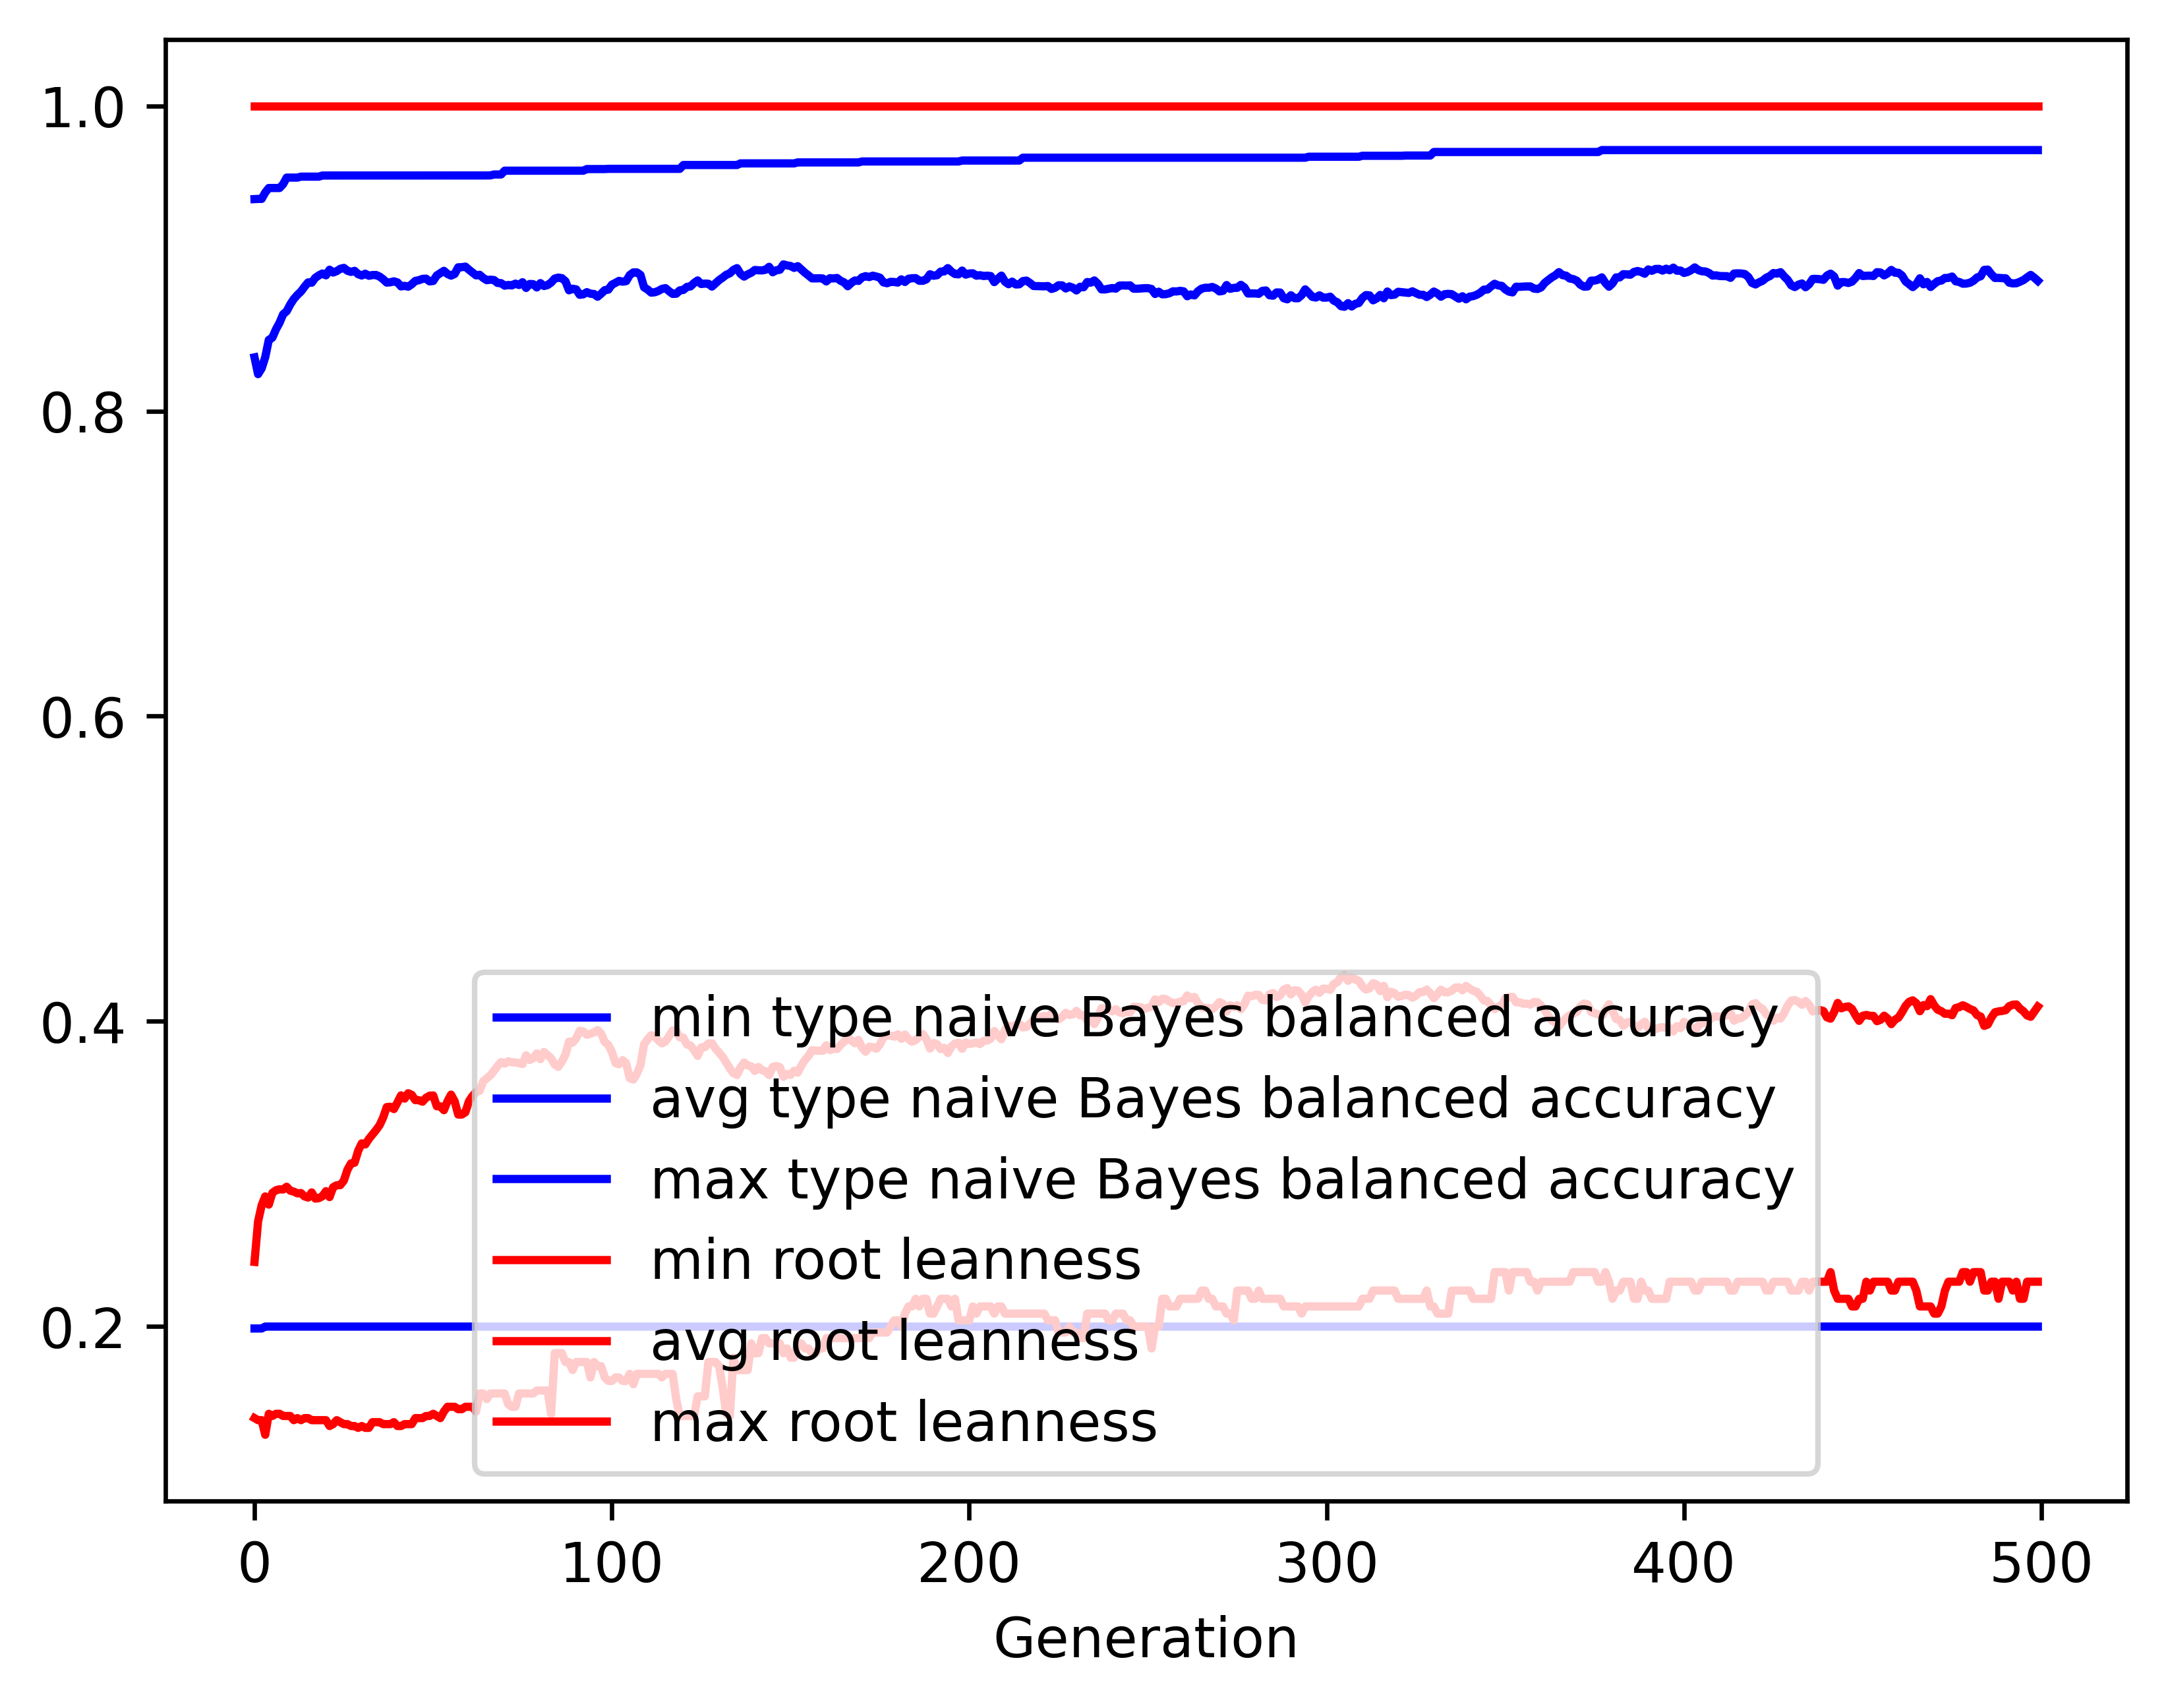 1.0
0.8
0.6
0.4
0.2
min type naive Bayes balanced accuracy
avg type naive Bayes balanced accuracy
max type naive Bayes balanced accuracy
min root leanness
avg root leanness
max root leanness
0 100 200 300 400 500
Generation